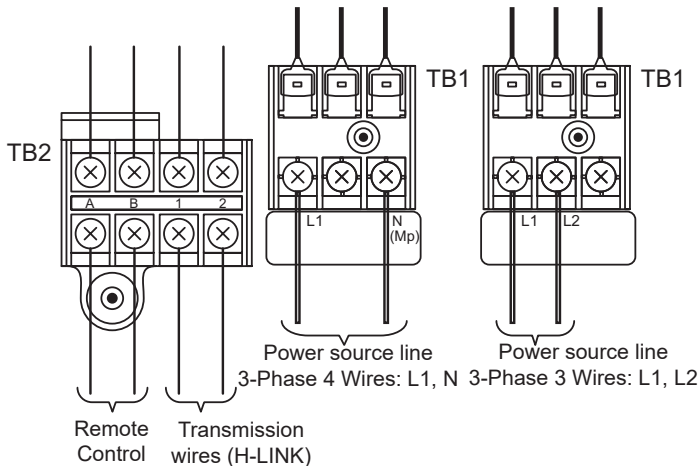 TB2
A B 1 2
Remote
Control
Transmission
wires (H-LINK)
TB1
L1 N
(Mp)
Power source line
3-Phase 4 Wires: L1, N
TB1
L1 L2
Power source line
3-Phase 3 Wires: L1, L2